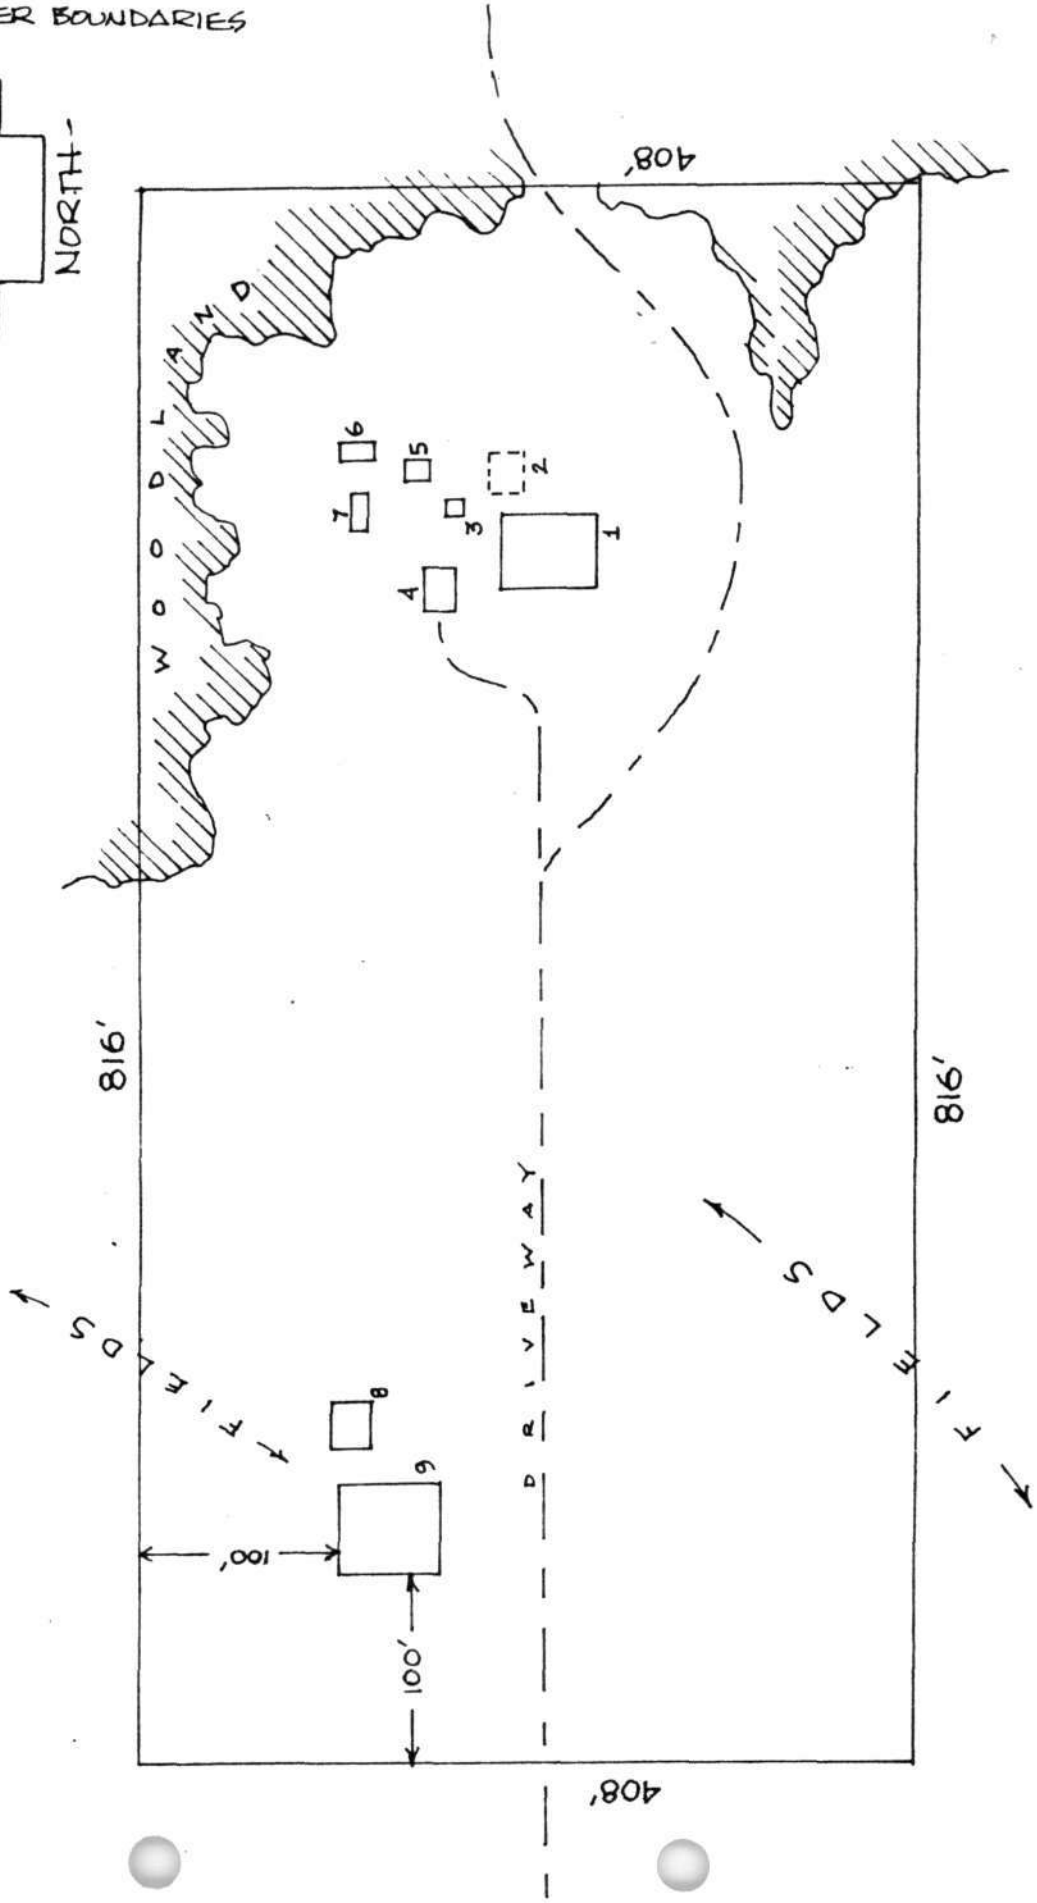 ER BOUNDARIES
NORTH-
408'
WOODLAND
6
5
7
2
3
1
4
816'
816'
DRIVEWAY
FIELDS
FIELDS
8
9
100'
100'
408'